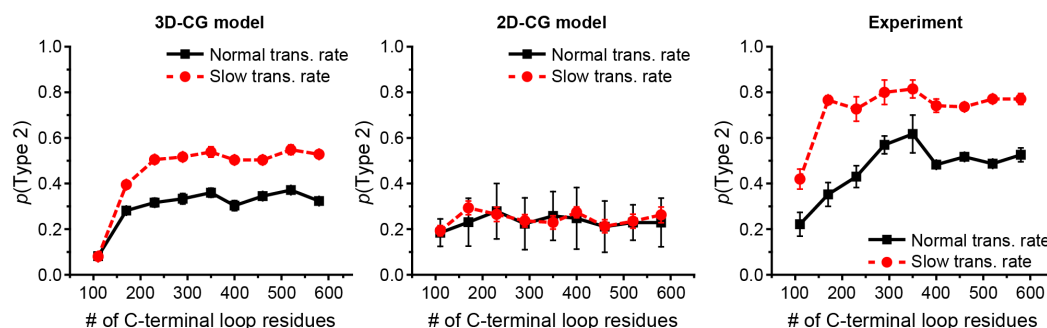 3D-CG model
Normal trans. rate
Slow trans. rate
p(Type 2)
1.0
0.8
0.6
0.4
0.2
0.0
100 200 300 400 500 600
# of C-terminal loop residues
2D-CG model
Normal trans. rate
Slow trans. rate
p(Type 2)
1.0
0.8
0.6
0.4
0.2
0.0
100 200 300 400 500 600
# of C-terminal loop residues
Experiment
p(Type 2)
1.0
0.8
0.6
0.4
0.2
0.0
Normal trans. rate
Slow trans. rate
100 200 300 400 500 600
# of C-terminal loop residues